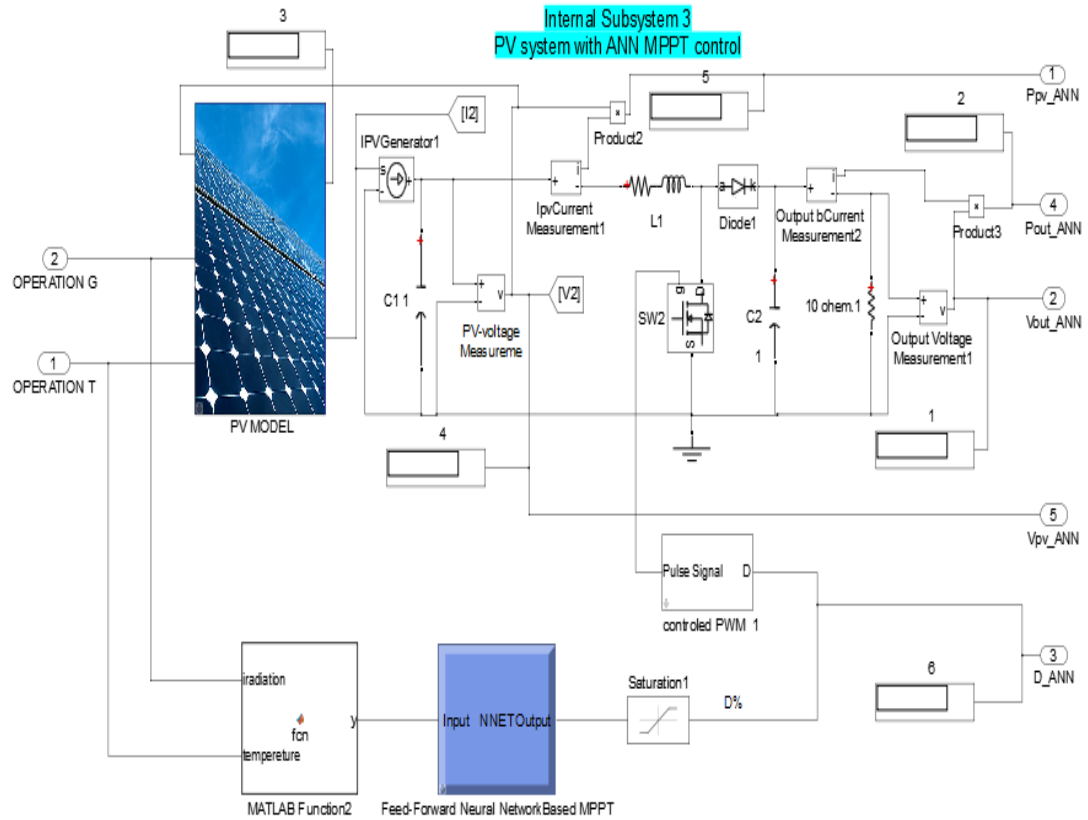 Internal Subsystem 3
PV system with ANN MPPT control
3
5
1
Ppv_ANN
2
[I2]
IPVGenerator1
s
+
-
Product2
×
i
+
-
IpvCurrent
Measurement1
L1
a
k
Diode1
i
+
-
Output bCurrent
Measurement2
×
Product3
4
Pout_ANN
2
OPERATION G
C1 1
+
-
v
[V2]
PV-voltage
Measureme
g
D
S
SW2
C2
1
10 ohem.1
+
-
v
Output Voltage
Measurement1
2
Vout_ANN
1
OPERATION T
PV MODEL
4
1
5
Vpv_ANN
Pulse Signal
D
controled PWM 1
3
D_ANN
6
iradiation
fcn
y
tempereture
MATLAB Function2
Input
NNETOutput
Feed-Forward Neural NetworkBased MPPT
Saturation1
D%